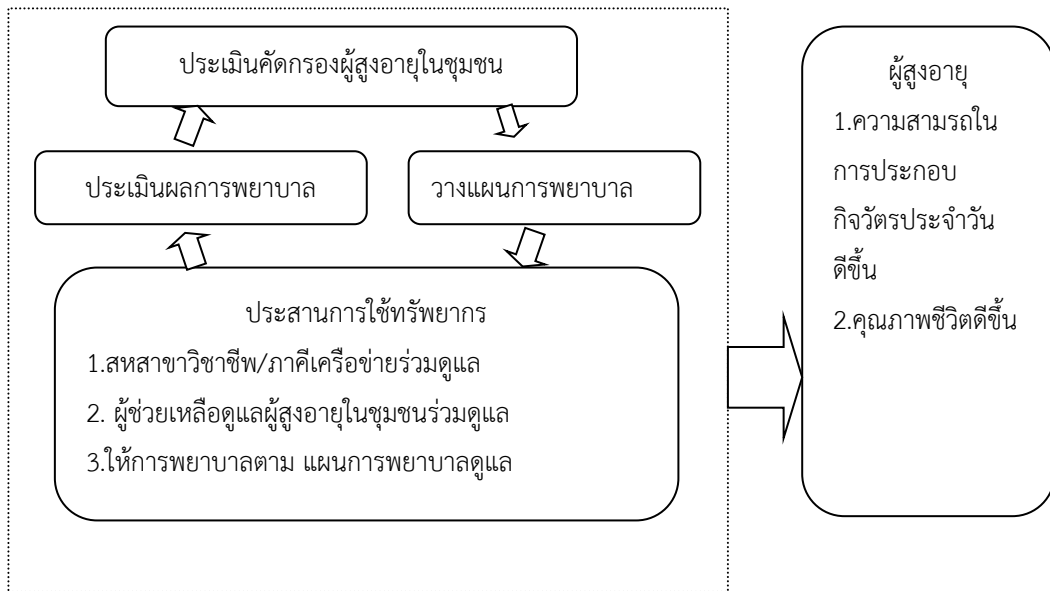 ประเมินคัดกรองผู้สูงอายุในชุมชน
ประเมินผลการพยาบาล
วางแผนการพยาบาล
ประสานการใช้ทรัพยากร
1.สหสาขาวิชาชีพ/ภาคีเครือข่ายร่วมดูแล
2. ผู้ช่วยเหลือดูแลผู้สูงอายุในชุมชนร่วมดูแล
3.ให้การพยาบาลตาม แผนการพยาบาลดูแล
ผู้สูงอายุ
1.ความสามรถใน
การประกอบ
กิจวัตรประจำวัน
ดีขึ้น
2.คุณภาพชีวิตดีขึ้น